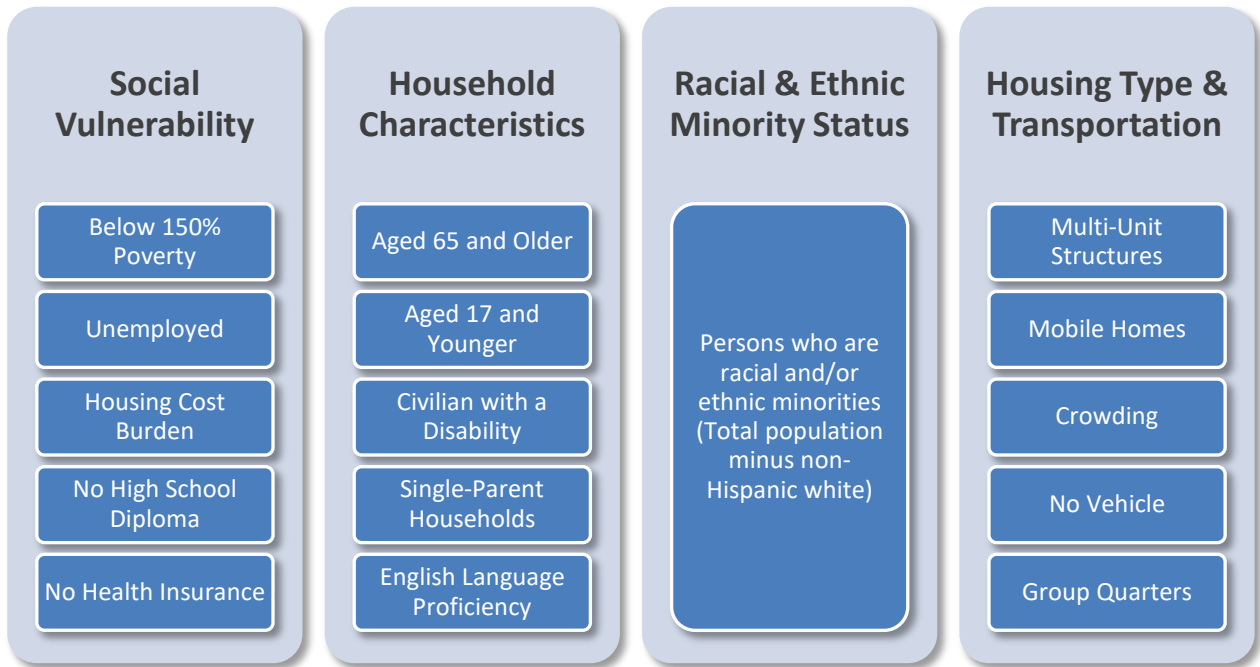 Social
Vulnerability
Below 150%
Poverty
Unemployed
Housing Cost
Burden
No High School
Diploma
No Health Insurance
Household
Characteristics
Aged 65 and Older
Aged 17 and
Younger
Civilian with a
Disability
Single-Parent
Households
English Language
Proficiency
Racial & Ethnic
Minority Status
Persons who are
racial and/or
ethnic minorities
(Total population
minus non-
Hispanic white)
Housing Type &
Transportation
Multi-Unit
Structures
Mobile Homes
Crowding
No Vehicle
Group Quarters